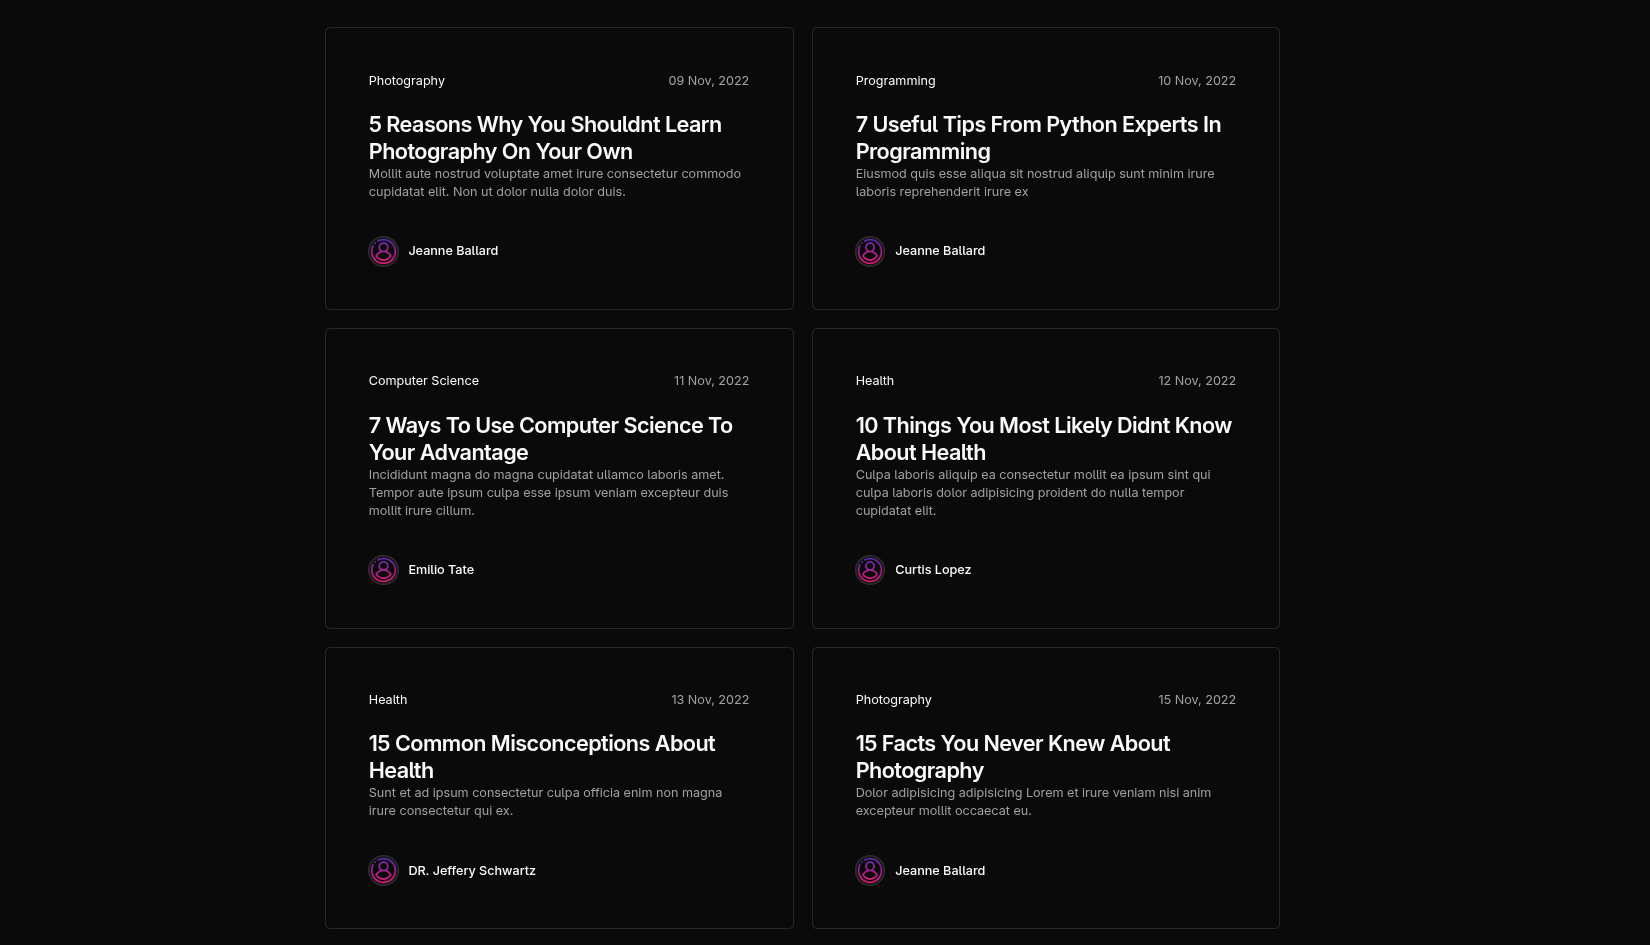 Photography
09 Nov, 2022
5 Reasons Why You Shouldnt Learn
Photography On Your Own
Mollit aute nostrud voluptate amet irure consectetur commodo
cupidatat elit. Non ut dolor nulla dolor duis.
Jeanne Ballard
Programming
10 Nov, 2022
7 Useful Tips From Python Experts In
Programming
Eiusmod quis esse aliqua sit nostrud aliquip sunt minim irure
laboris reprehenderit irure ex
Jeanne Ballard
Computer Science
11 Nov, 2022
7 Ways To Use Computer Science To
Your Advantage
Incididunt magna do magna cupidatat ullamco laboris amet.
Tempor aute ipsum culpa esse ipsum veniam excepteur duis
mollit irure cillum.
Emilio Tate
Health
12 Nov, 2022
10 Things You Most Likely Didnt Know
About Health
Culpa laboris aliquip ea consectetur mollit ea ipsum sint qui
culpa laboris dolor adipisicing proident do nulla tempor
cupidatat elit.
Curtis Lopez
Health
13 Nov, 2022
15 Common Misconceptions About
Health
Sunt et ad ipsum consectetur culpa officia enim non magna
irure consectetur qui ex.
DR. Jeffery Schwartz
Photography
15 Nov, 2022
15 Facts You Never Knew About
Photography
Dolor adipisicing adipisicing Lorem et irure veniam nisi anim
excepteur mollit occaecat eu.
Jeanne Ballard